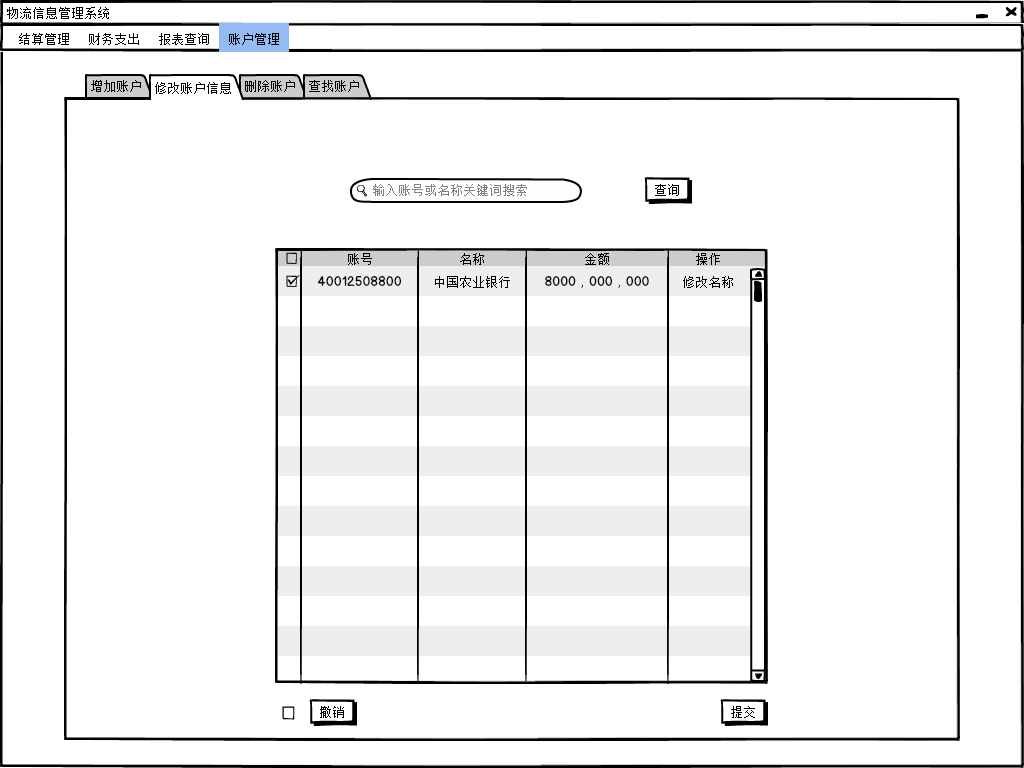 物流信息管理系统
结算管理 财务支出 报表查询 账户管理
增加账户 修改账户信息 删除账户 查找账户
输入账号或名称关键词搜索 查询
账号 名称 金额 操作
40012508800 中国农业银行 8000 , 000 , 000 修改名称
撤销 提交